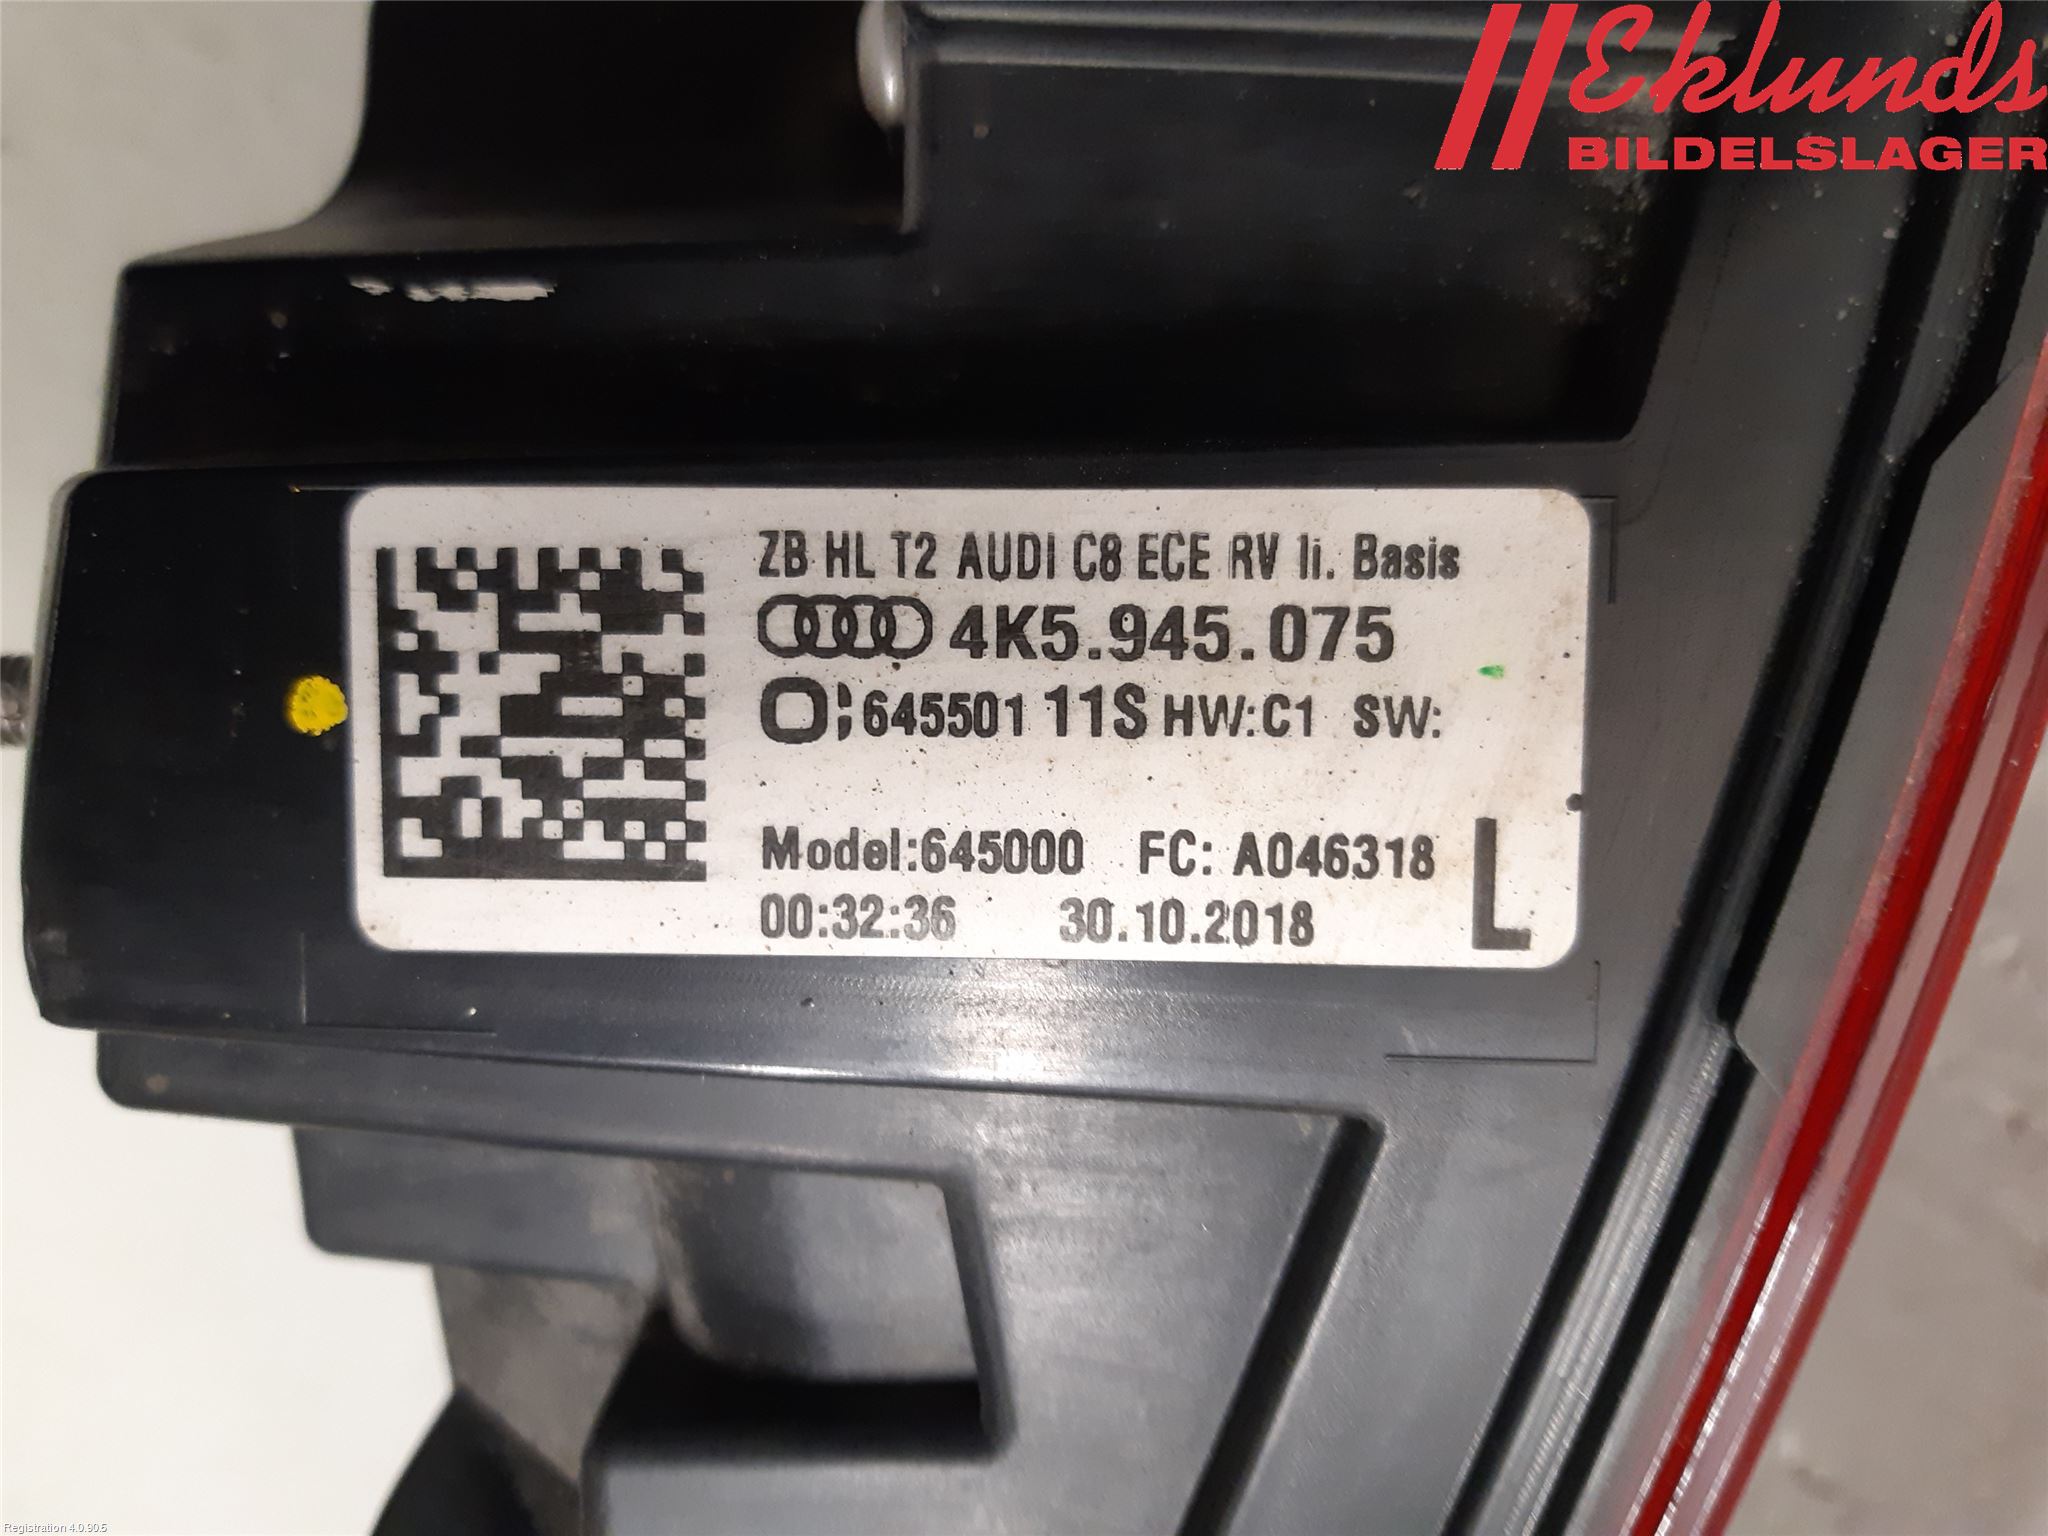 Eklunds
BILDELSLAGER
ZB HL T2 AUDI C8 ECE RV li. Basis
4K5.945.075
O;645501 11S HW:C1 SW:
Model:645000 FC: A046318
L
00:32:36 30.10.2018
Registration 4.0.90.5